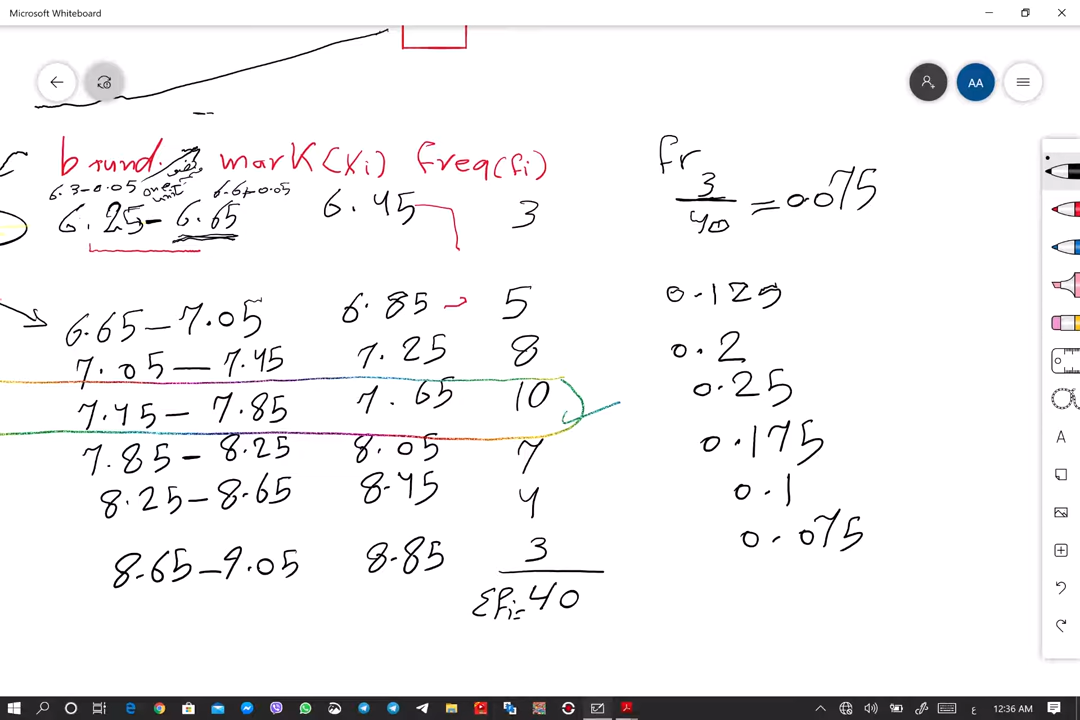 Microsoft Whiteboard
AA
bound. mark(xi) freq(fi) fr
6.3-0.05 one unit 6.6+0.05
6.25-6.65 6.45 3 3/40=0.075
6.65-7.05 6.85 5 0.125
7.05-7.45 7.25 8 0.2
7.45-7.85 7.65 10 0.25
7.85-8.25 8.05 7 0.175
8.25-8.65 8.45 4 0.1
8.65-9.05 8.85 3 0.075
Σfi=40
A
ع 12:36 AM